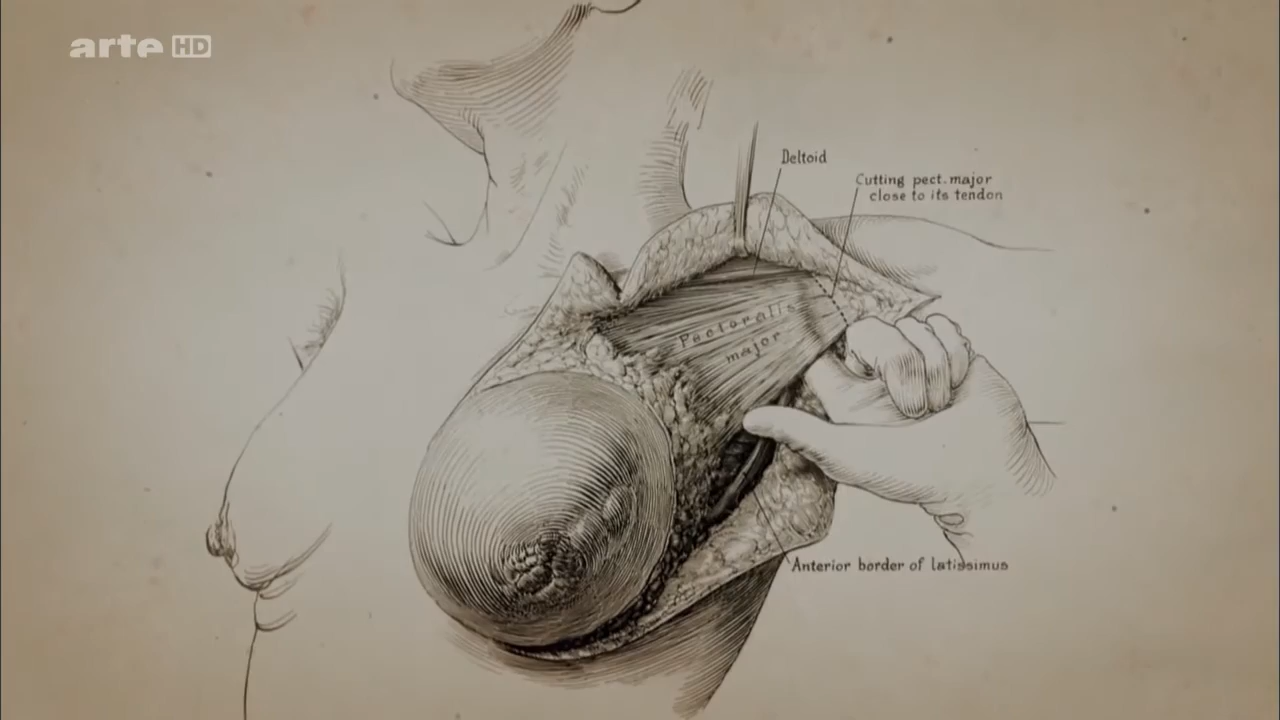 arte HD
Deltoid
Cutting pect. major
close to its tendon
Pectoralis
major
Anterior border of latissimus